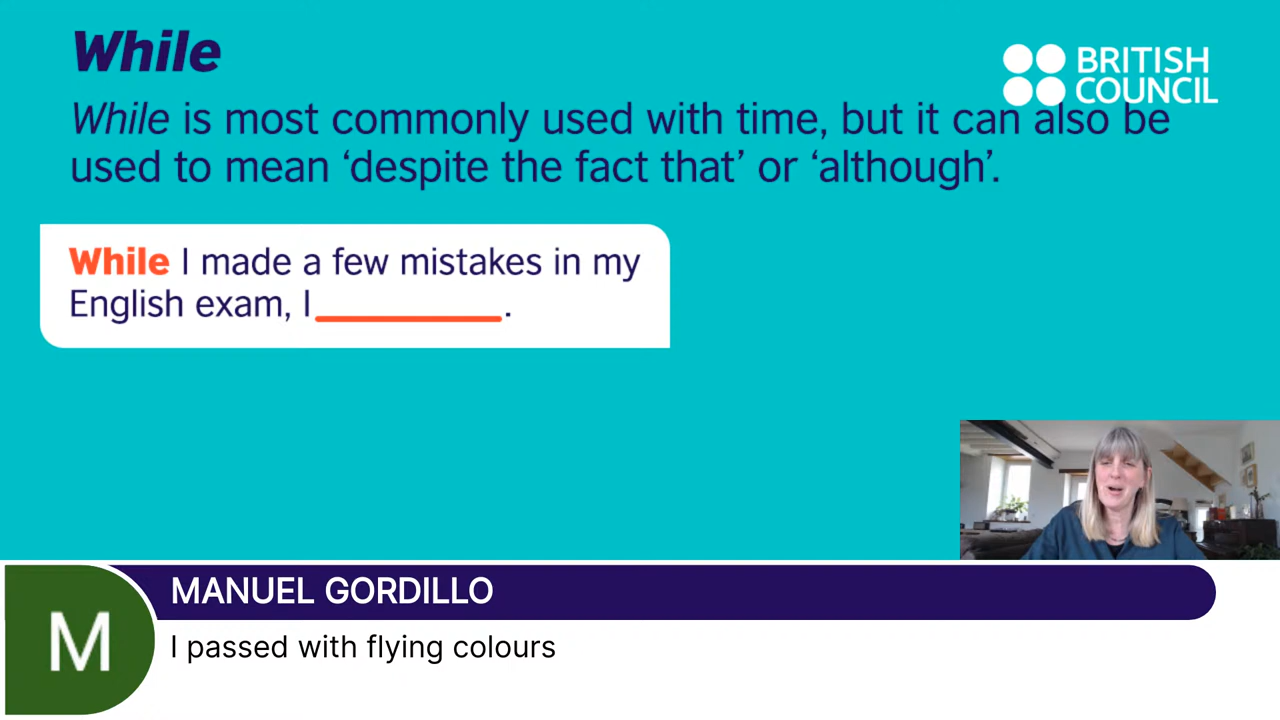 While
BRITISH
COUNCIL
While is most commonly used with time, but it can also be
used to mean ‘despite the fact that’ or ‘although’.
While I made a few mistakes in my
English exam, I__________.
M
MANUEL GORDILLO
I passed with flying colours